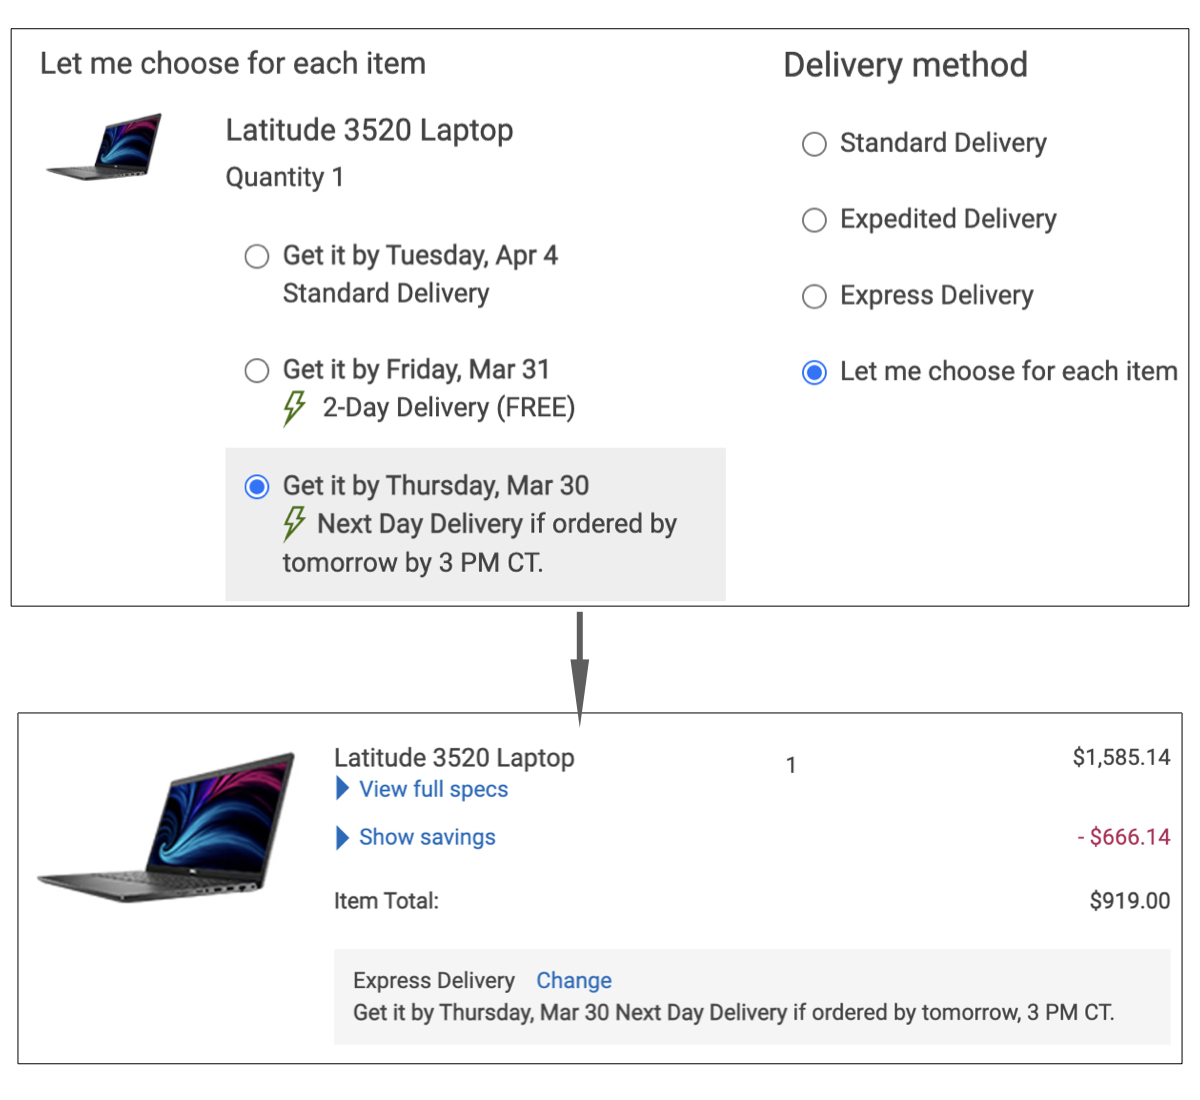 Let me choose for each item
Latitude 3520 Laptop
Quantity 1
Get it by Tuesday, Apr 4
Standard Delivery
Get it by Friday, Mar 31
2-Day Delivery (FREE)
Get it by Thursday, Mar 30
Next Day Delivery if ordered by
tomorrow by 3 PM CT.
Delivery method
Standard Delivery
Expedited Delivery
Express Delivery
Let me choose for each item
Latitude 3520 Laptop 1 $1,585.14
View full specs
Show savings - $666.14
Item Total: $919.00
Express Delivery Change
Get it by Thursday, Mar 30 Next Day Delivery if ordered by tomorrow, 3 PM CT.